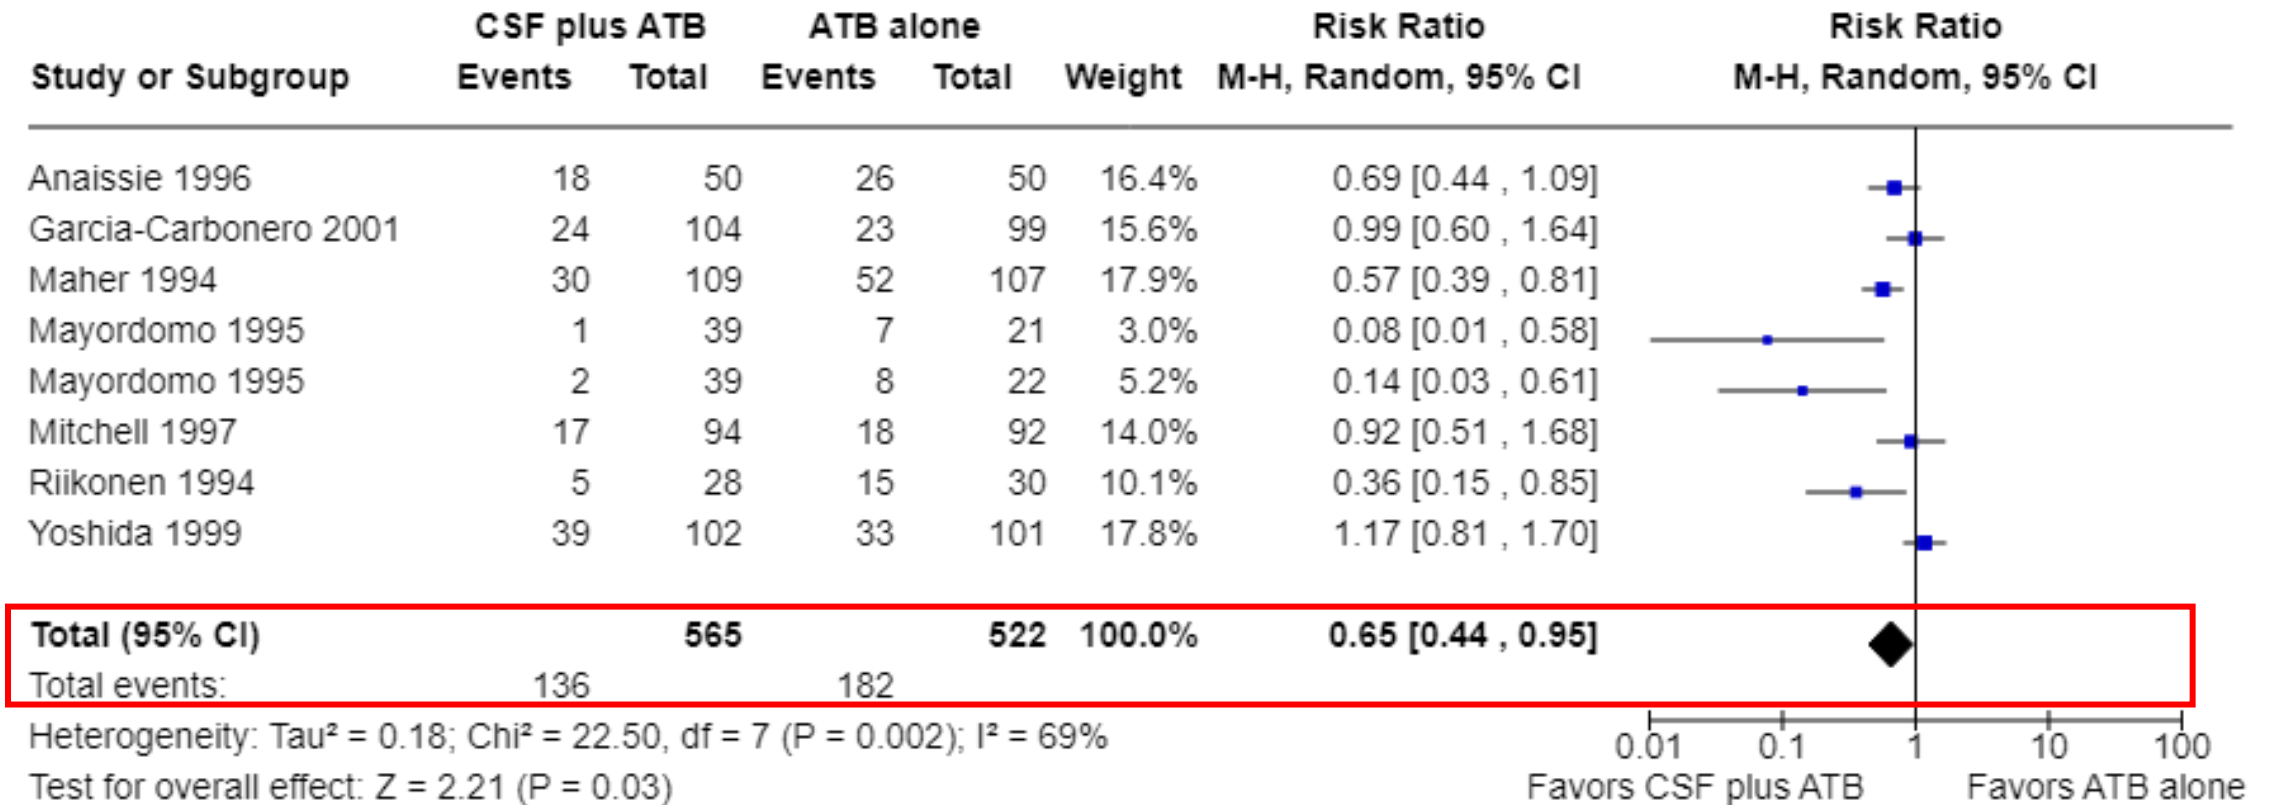 CSF plus ATB ATB alone Risk Ratio Risk Ratio
Study or Subgroup Events Total Events Total Weight M-H, Random, 95% CI M-H, Random, 95% CI
Anaissie 1996 18 50 26 50 16.4% 0.69 [0.44 , 1.09]
Garcia-Carbonero 2001 24 104 23 99 15.6% 0.99 [0.60 , 1.64]
Maher 1994 30 109 52 107 17.9% 0.57 [0.39 , 0.81]
Mayordomo 1995 1 39 7 21 3.0% 0.08 [0.01 , 0.58]
Mayordomo 1995 2 39 8 22 5.2% 0.14 [0.03 , 0.61]
Mitchell 1997 17 94 18 92 14.0% 0.92 [0.51 , 1.68]
Riikonen 1994 5 28 15 30 10.1% 0.36 [0.15 , 0.85]
Yoshida 1999 39 102 33 101 17.8% 1.17 [0.81 , 1.70]
Total (95% CI) 565 522 100.0% 0.65 [0.44 , 0.95]
Total events: 136 182
Heterogeneity: Tau² = 0.18; Chi² = 22.50, df = 7 (P = 0.002); I² = 69% 0.01 0.1 1 10 100
Test for overall effect: Z = 2.21 (P = 0.03) Favors CSF plus ATB Favors ATB alone